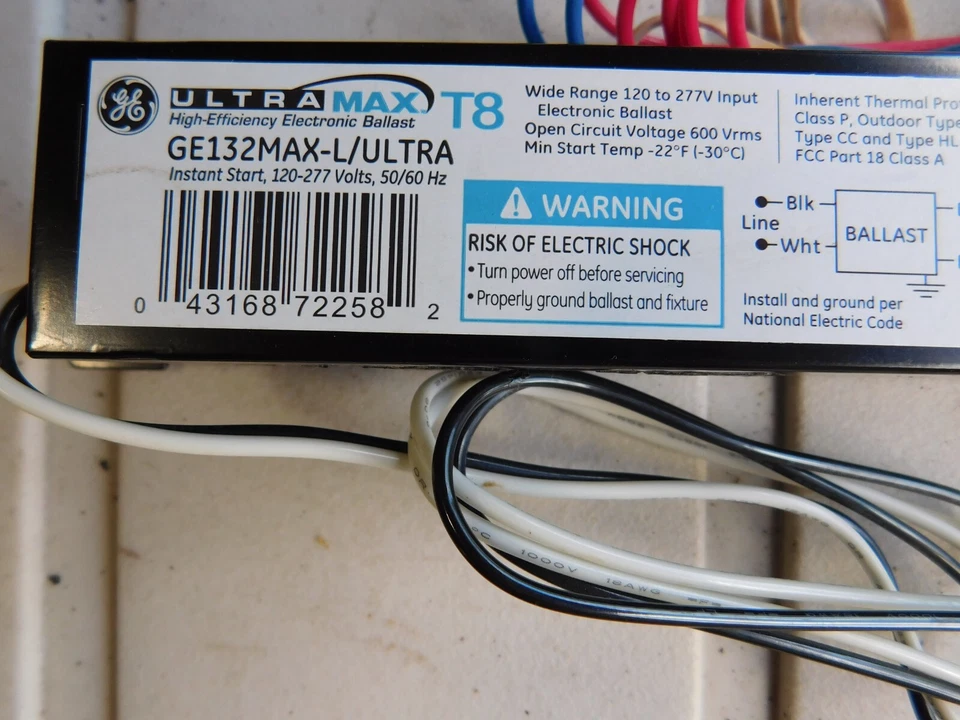 GE ULTRAMAX T8
High-Efficiency Electronic Ballast
GE132MAX-L/ULTRA
Instant Start, 120-277 Volts, 50/60 Hz
0 43168 72258 2
Wide Range 120 to 277V Input
Electronic Ballast
Open Circuit Voltage 600 Vrms
Min Start Temp -22°F (-30°C)
WARNING
RISK OF ELECTRIC SHOCK
• Turn power off before servicing
• Properly ground ballast and fixture
Inherent Thermal Pro
Class P, Outdoor Type
Type CC and Type HL
FCC Part 18 Class A
Blk
Line
Wht
BALLAST
Install and ground per
National Electric Code
1000V 18AWG